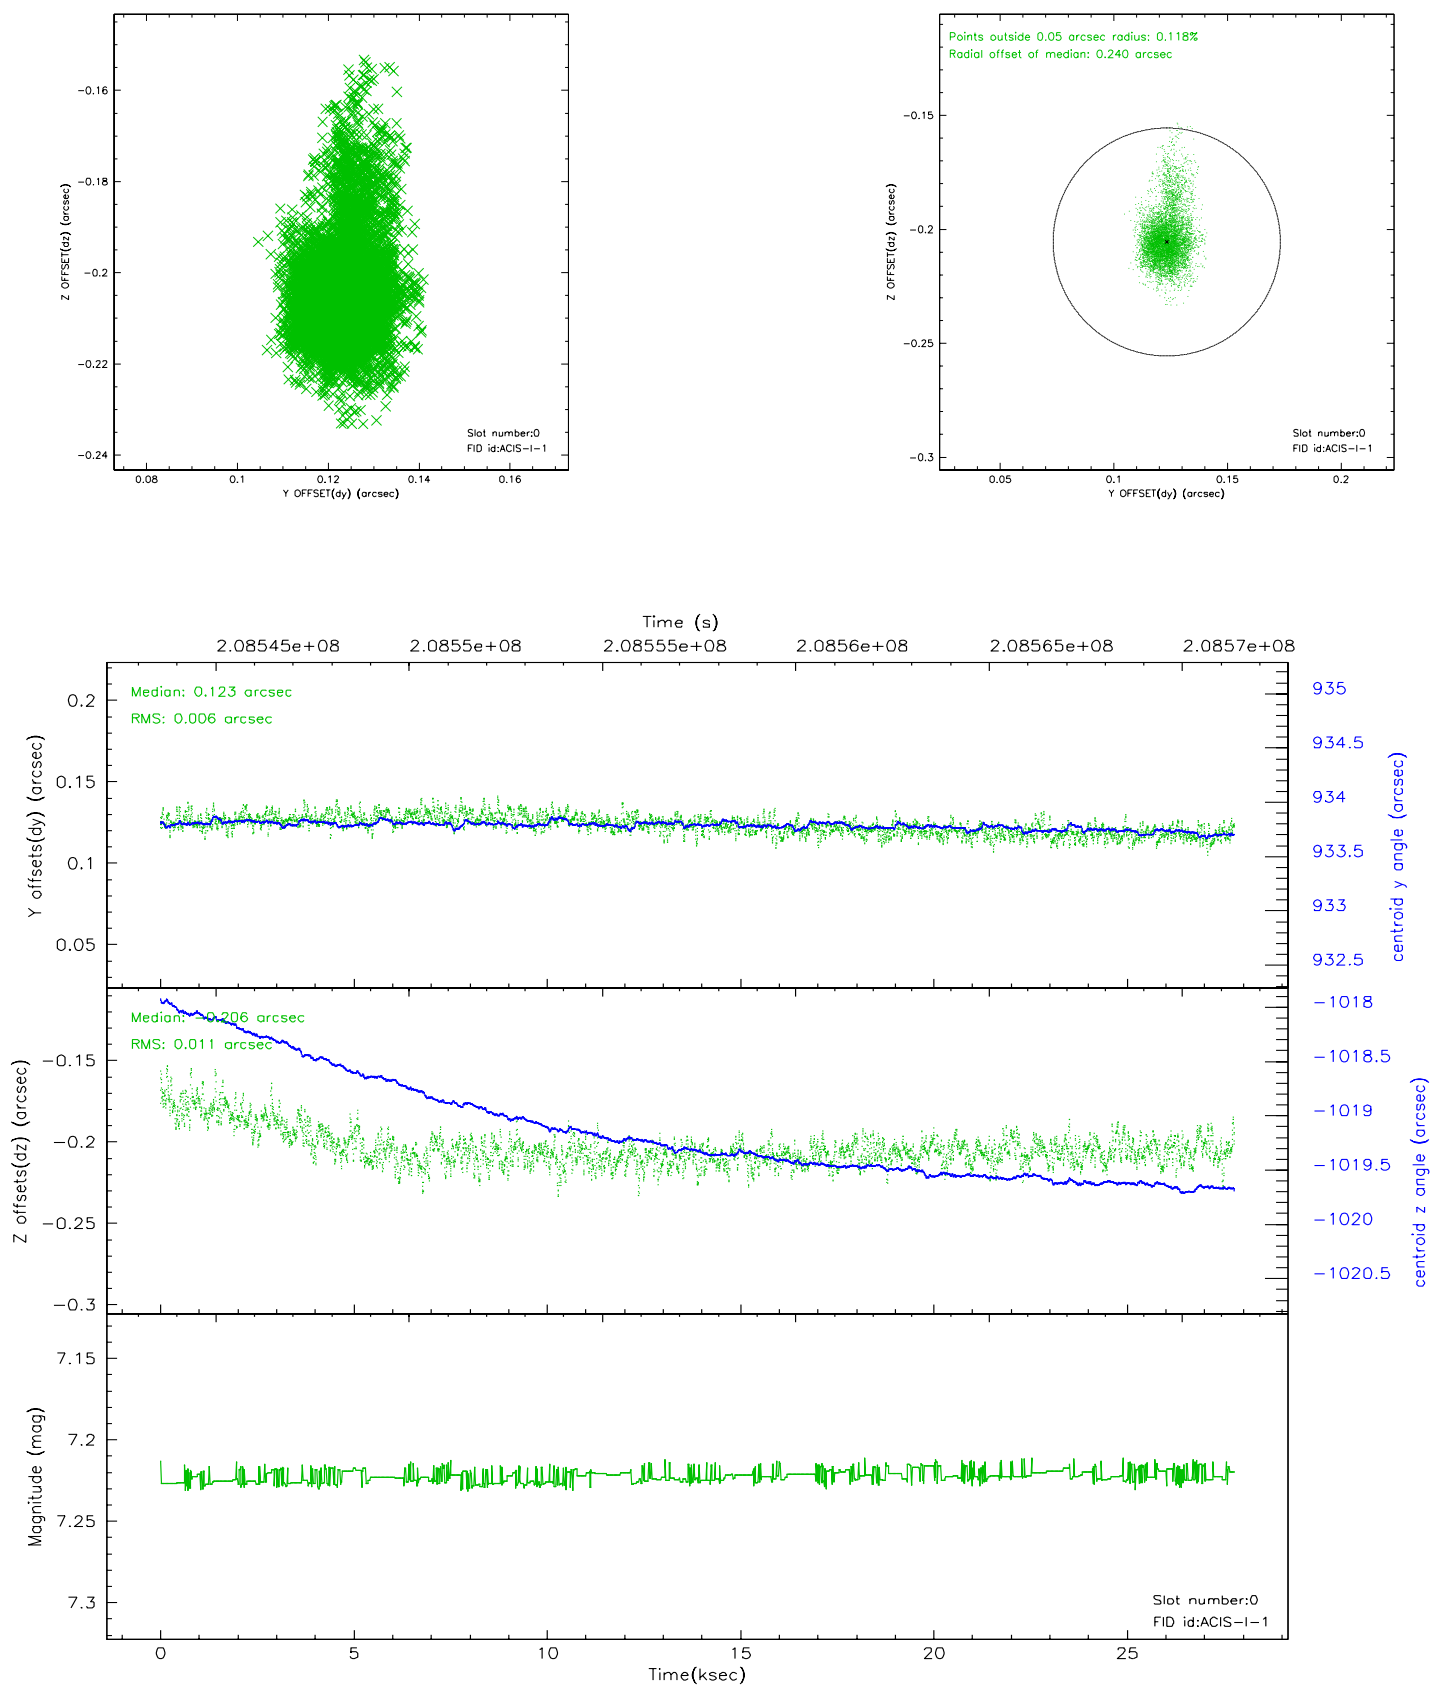 −0.16
−0.18
−0.2
−0.22
−0.24
Z OFFSET(dz) (arcsec)
0.08 0.1 0.12 0.14 0.16
Y OFFSET(dy) (arcsec)
Slot number:0
FID id:ACIS−I−1
Points outside 0.05 arcsec radius: 0.118%
Radial offset of median: 0.240 arcsec
−0.15
−0.2
−0.25
−0.3
Z OFFSET(dz) (arcsec)
0.05 0.1 0.15 0.2
Y OFFSET(dy) (arcsec)
Slot number:0
FID id:ACIS−I−1
Time (s)
2.08545e+08 2.0855e+08 2.08555e+08 2.0856e+08 2.08565e+08 2.0857e+08
Median: 0.123 arcsec
RMS: 0.006 arcsec
0.2
0.15
0.1
0.05
Y offsets(dy) (arcsec)
935
934.5
934
933.5
933
932.5
centroid y angle (arcsec)
Median: −0.206 arcsec
RMS: 0.011 arcsec
−0.15
−0.2
−0.25
−0.3
Z offsets(dz) (arcsec)
−1018
−1018.5
−1019
−1019.5
−1020
−1020.5
centroid z angle (arcsec)
7.15
7.2
7.25
7.3
Magnitude (mag)
Slot number:0
FID id:ACIS−I−1
0 5 10 15 20 25
Time(ksec)